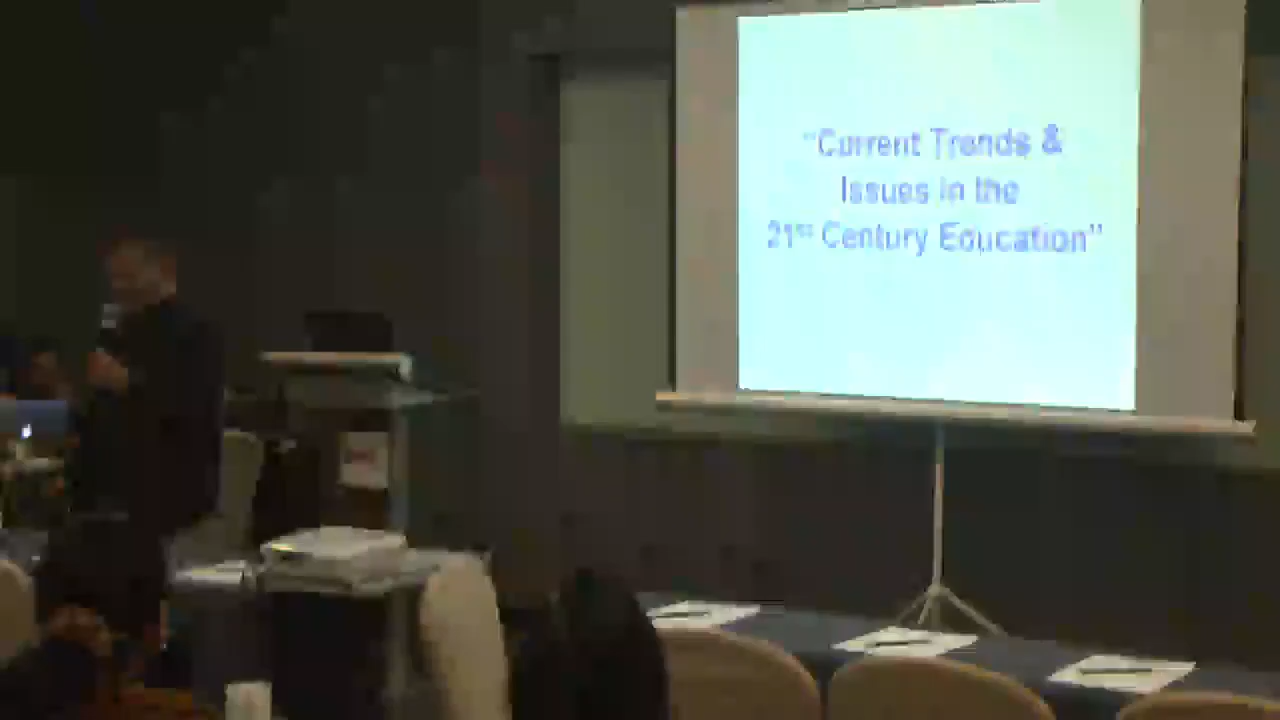 "Current Trends &
Issues in the
21st Century Education"